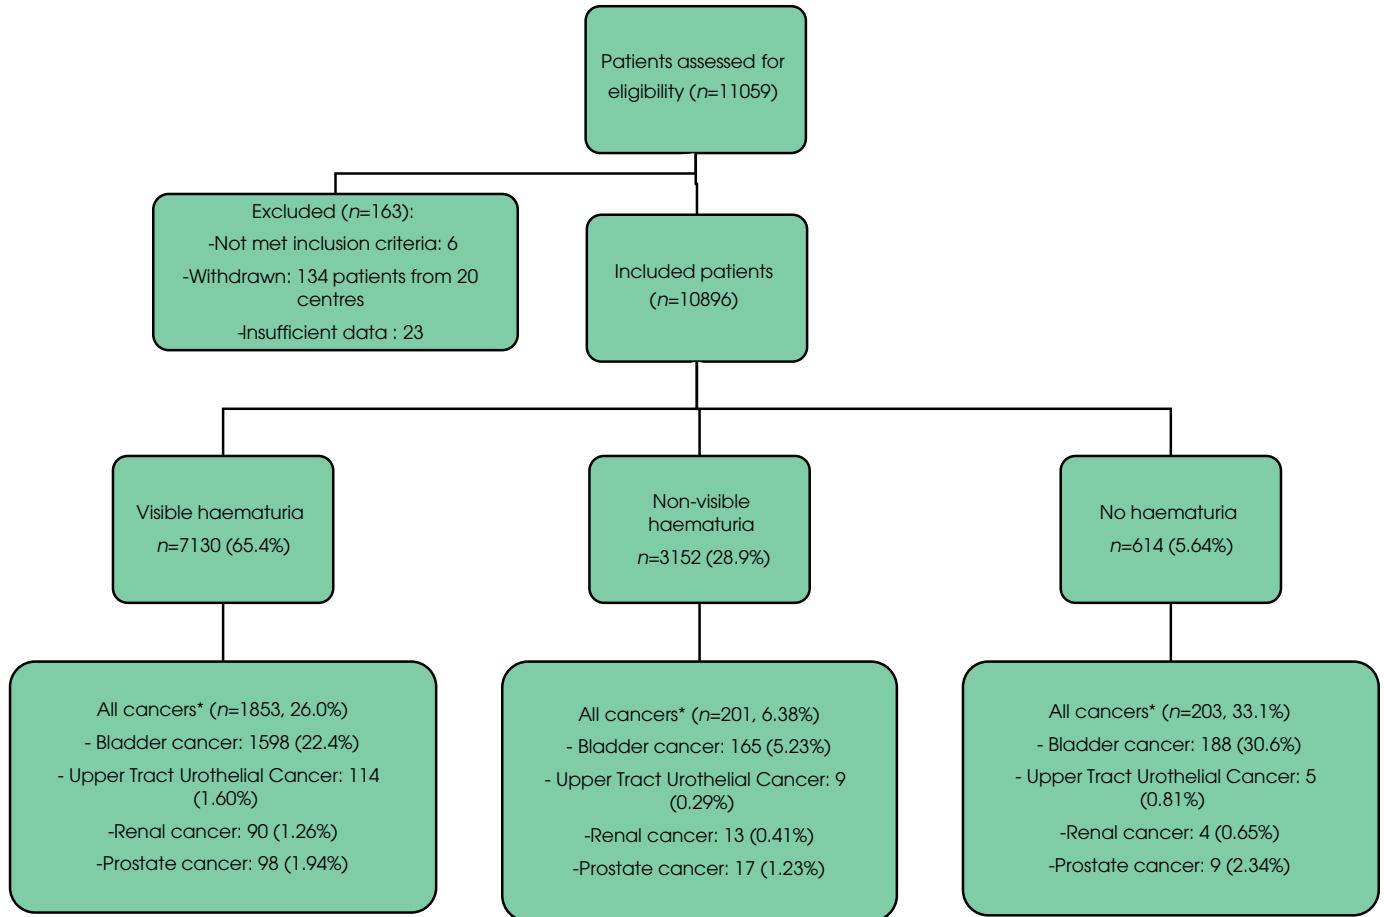 Patients assessed for
eligibility (n=11059)
Excluded (n=163):
-Not met inclusion criteria: 6
-Withdrawn: 134 patients from 20
centres
-Insufficient data : 23
Included patients
(n=10896)
Visible haematuria
n=7130 (65.4%)
Non-visible
haematuria
n=3152 (28.9%)
No haematuria
n=614 (5.64%)
All cancers* (n=1853, 26.0%)
- Bladder cancer: 1598 (22.4%)
- Upper Tract Urothelial Cancer: 114
(1.60%)
-Renal cancer: 90 (1.26%)
-Prostate cancer: 98 (1.94%)
All cancers* (n=201, 6.38%)
- Bladder cancer: 165 (5.23%)
- Upper Tract Urothelial Cancer: 9
(0.29%)
-Renal cancer: 13 (0.41%)
-Prostate cancer: 17 (1.23%)
All cancers* (n=203, 33.1%)
- Bladder cancer: 188 (30.6%)
- Upper Tract Urothelial Cancer: 5
(0.81%)
-Renal cancer: 4 (0.65%)
-Prostate cancer: 9 (2.34%)